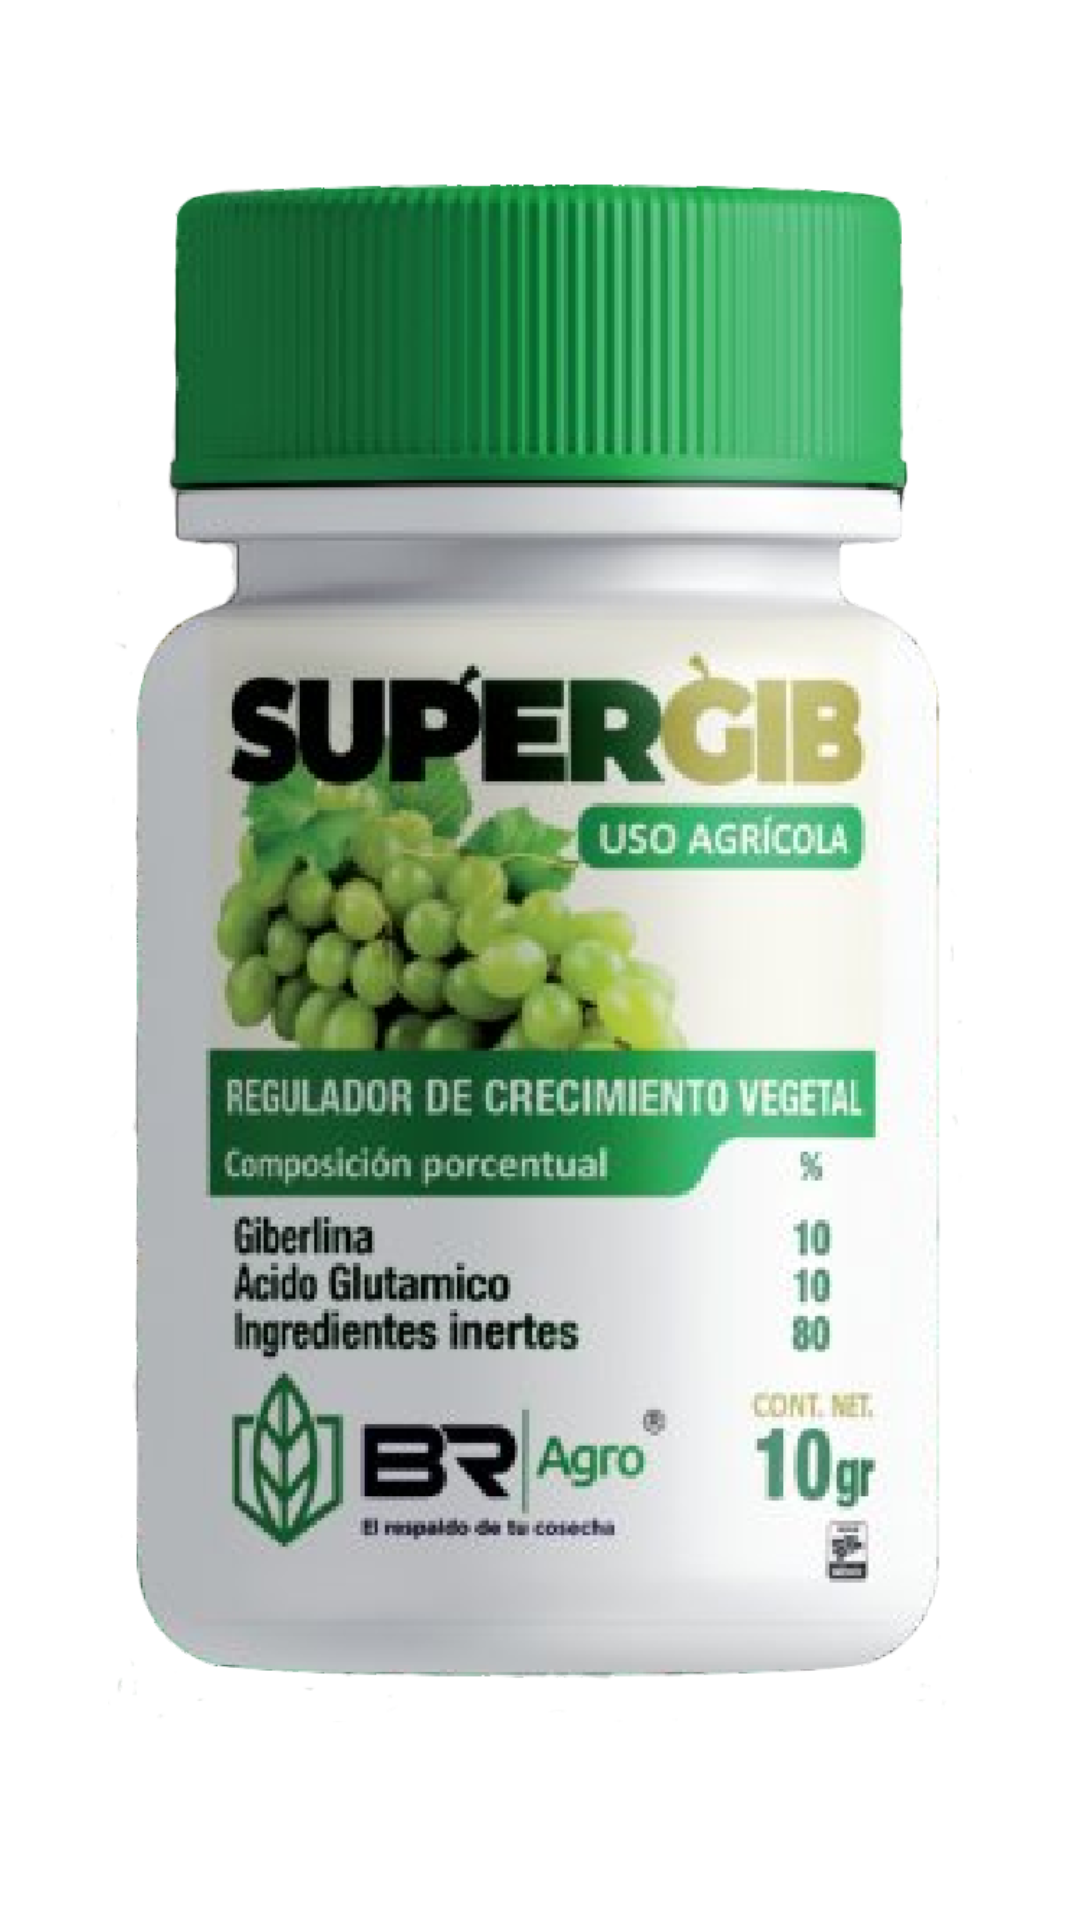 SUPERGIB
USO AGRÍCOLA
REGULADOR DE CRECIMIENTO VEGETAL
Composición porcentual %
Giberlina 10
Acido Glutamico 10
Ingredientes inertes 80
BR Agro®
El respaldo de tu cosecha
CONT. NET.
10gr